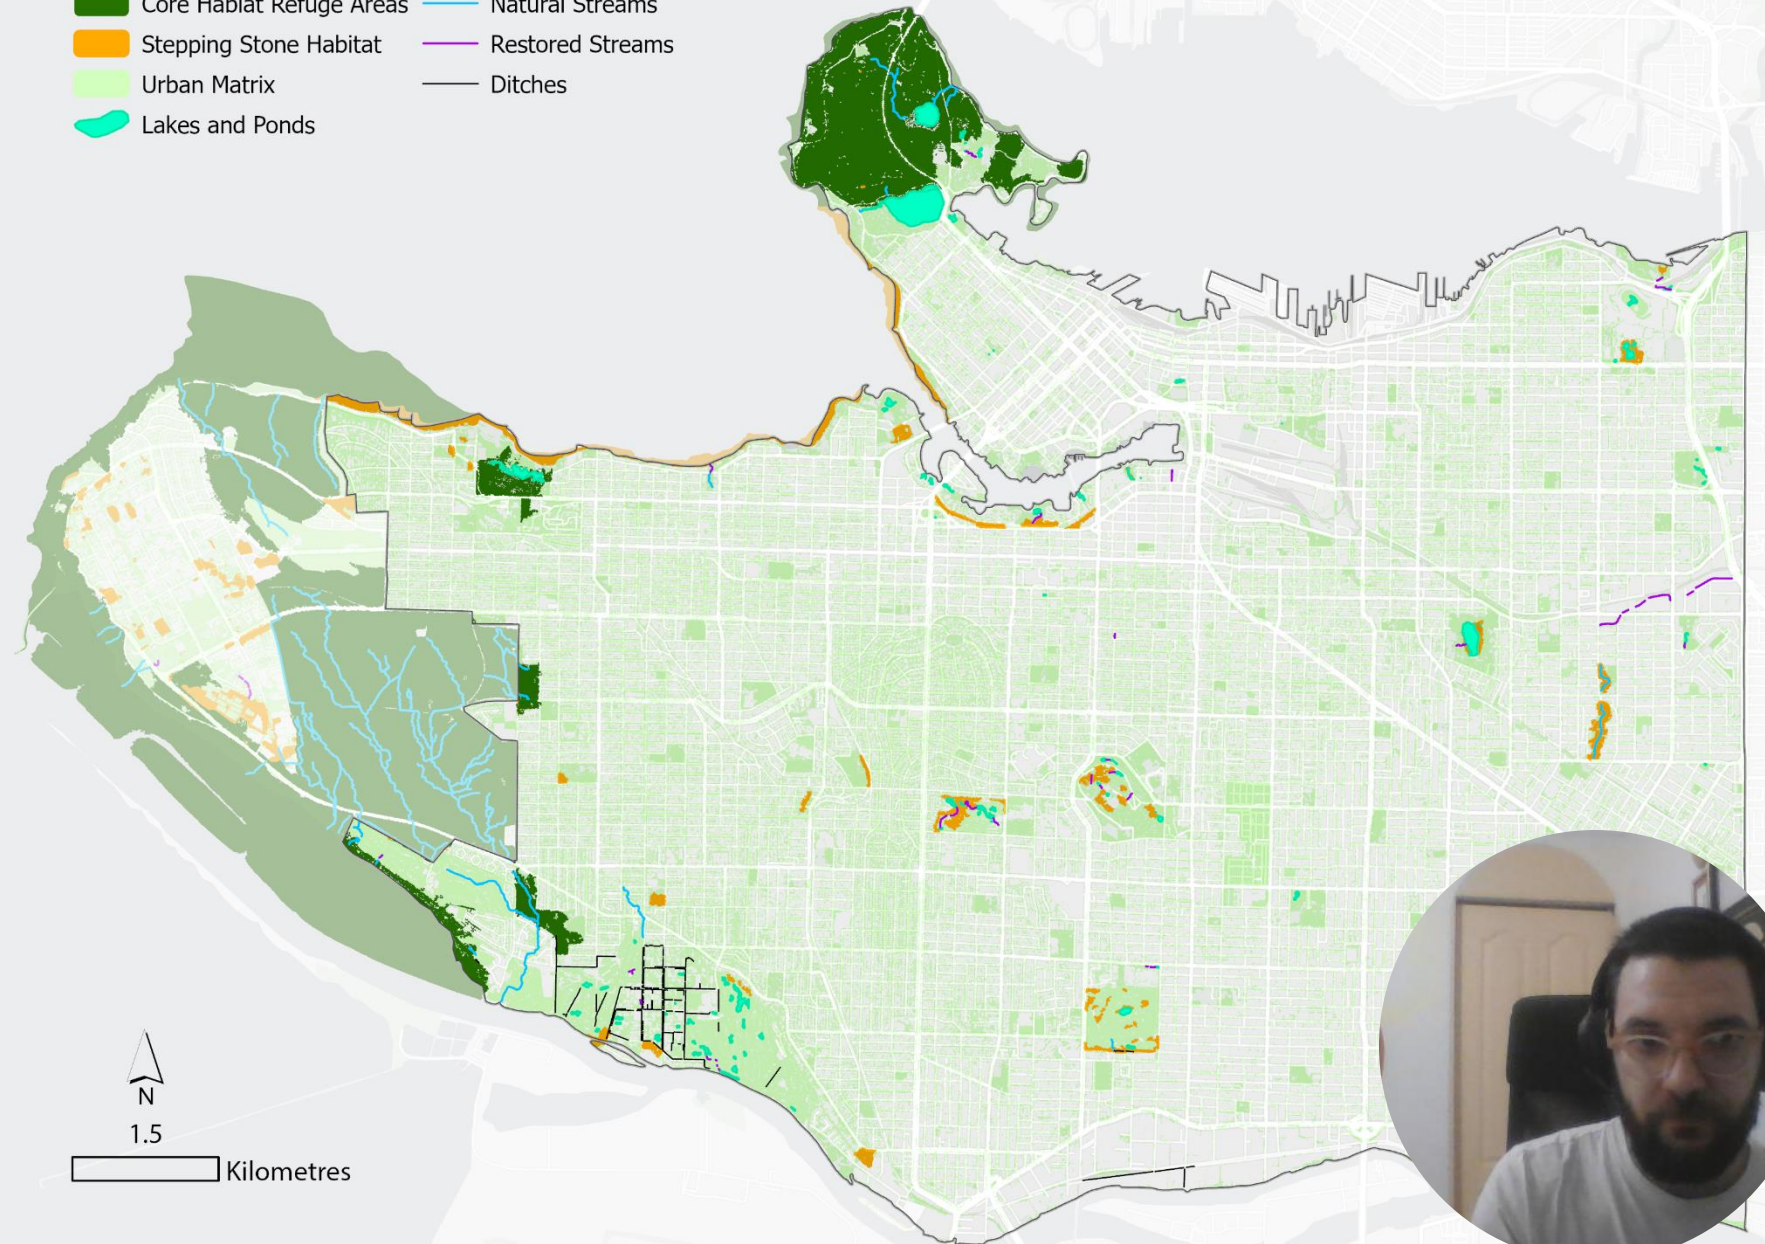 Core Habiat Refuge Areas
Natural Streams
Stepping Stone Habitat
Restored Streams
Urban Matrix
Ditches
Lakes and Ponds
N
1.5
Kilometres